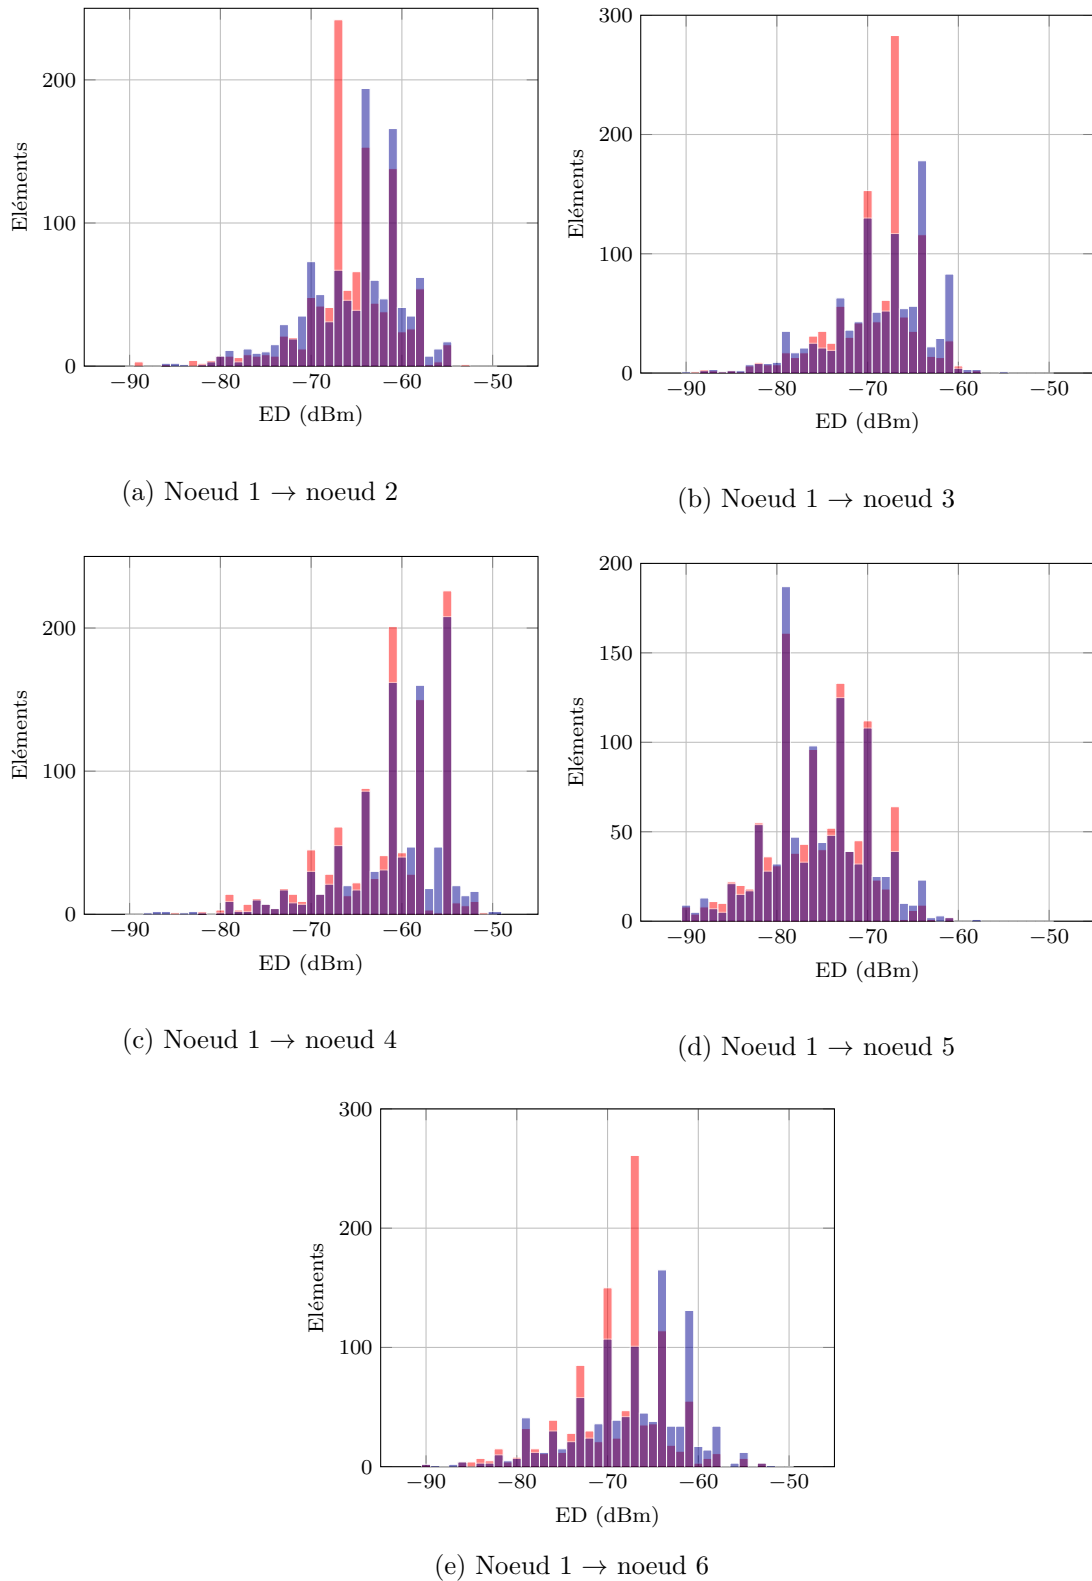 200
100
0
Eléments
−90 −80 −70 −60 −50
ED (dBm)
(a) Noeud 1 → noeud 2
300
200
100
0
Eléments
−90 −80 −70 −60 −50
ED (dBm)
(b) Noeud 1 → noeud 3
200
100
0
Eléments
−90 −80 −70 −60 −50
ED (dBm)
(c) Noeud 1 → noeud 4
200
150
100
50
0
Eléments
−90 −80 −70 −60 −50
ED (dBm)
(d) Noeud 1 → noeud 5
300
200
100
0
Eléments
−90 −80 −70 −60 −50
ED (dBm)
(e) Noeud 1 → noeud 6